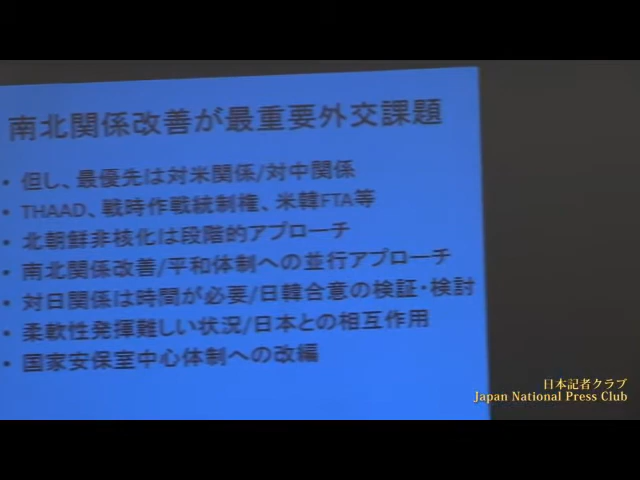 南北関係改善が最重要外交課題
• 但し、最優先は対米関係/対中関係
• THAAD、戦時作戦統制権、米韓FTA等
• 北朝鮮非核化は段階的アプローチ
• 南北関係改善/平和体制への並行アプローチ
• 対日関係は時間が必要/日韓合意の検証・検討
• 柔軟性発揮難しい状況/日本との相互作用
• 国家安保室中心体制への改編
日本記者クラブ
Japan National Press Club